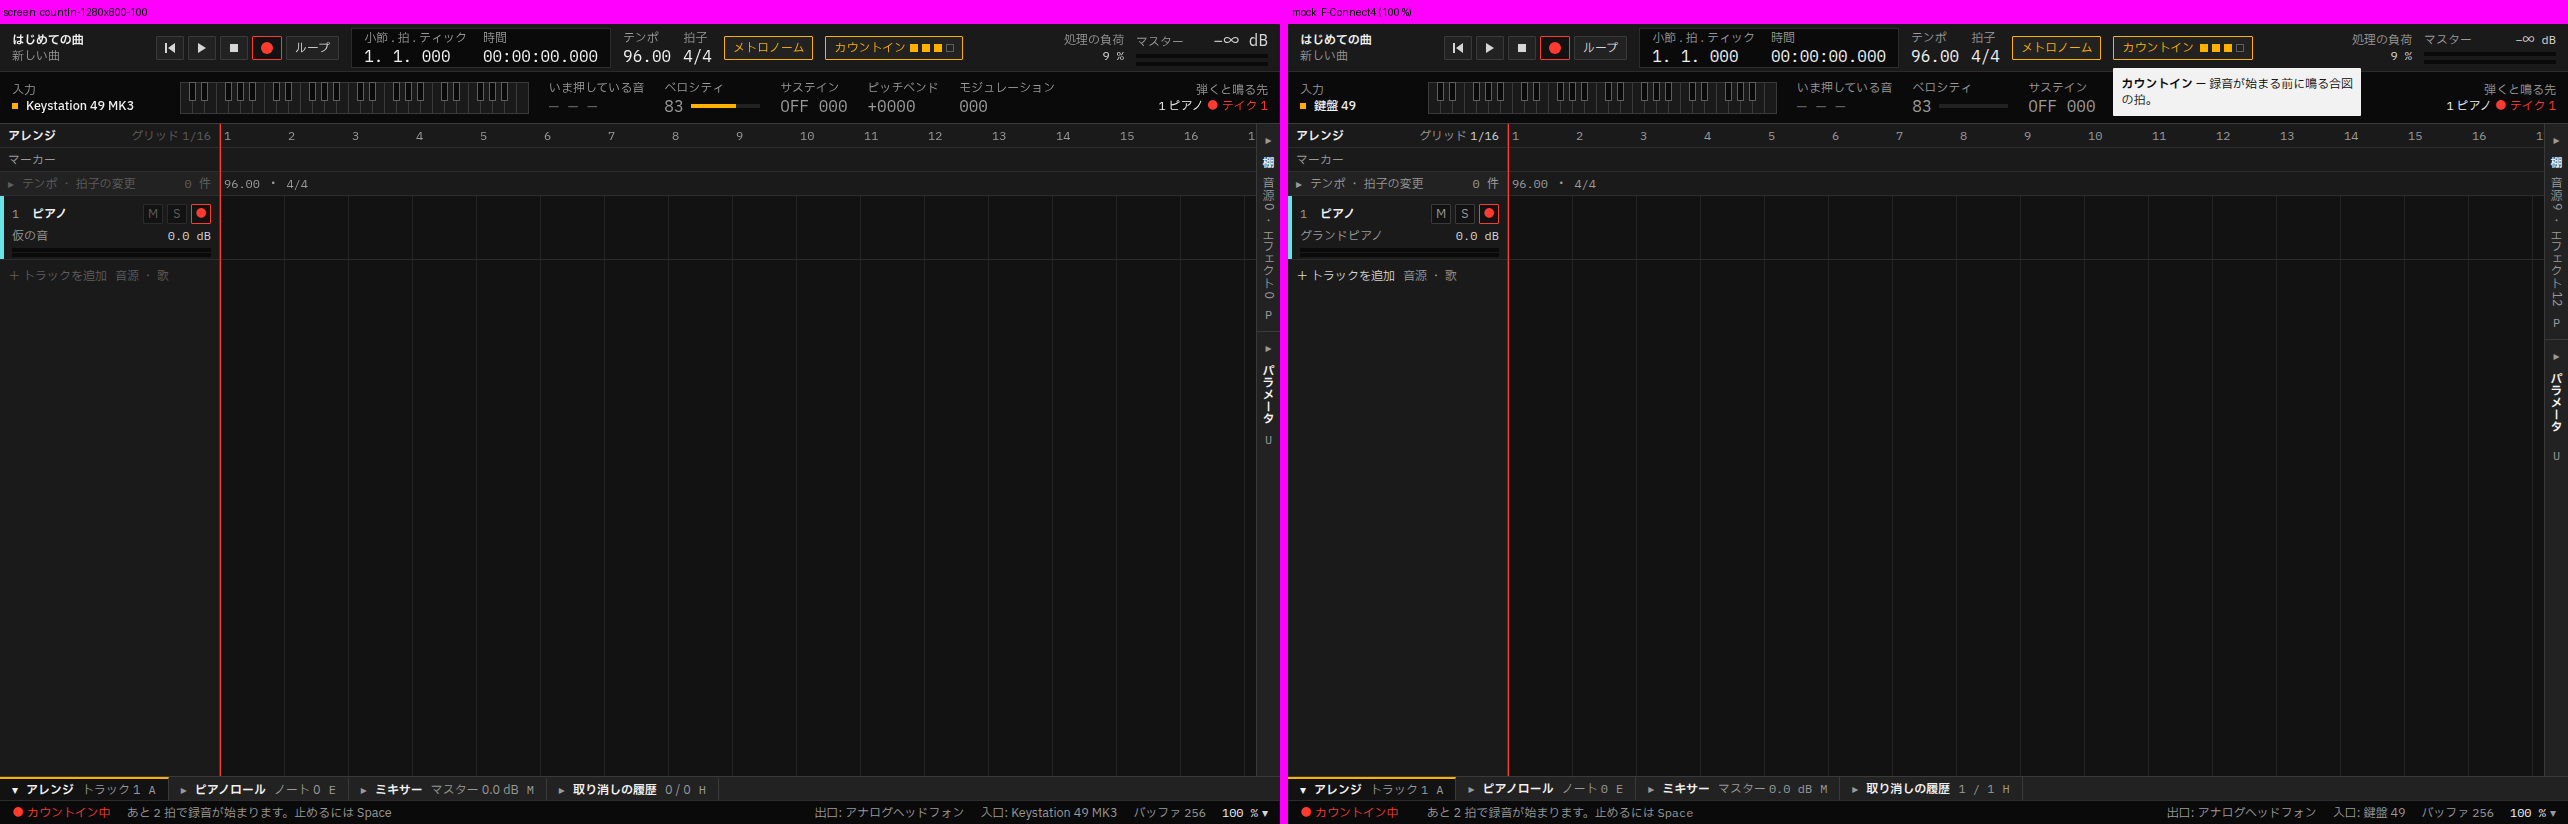 screen countIn-1280x800-100
はじめての曲
新しい曲
ループ
小節 . 拍 . ティック 時間
1. 1. 000 00:00:00.000
テンポ 拍子
96.00 4/4
メトロノーム
カウントイン
処理の負荷
9 %
マスター -∞ dB
入力
Keystation 49 MK3
いま押している音
— — —
ベロシティ
83
サステイン
OFF 000
ピッチベンド
+0000
モジュレーション
000
弾くと鳴る先
1 ピアノ テイク 1
アレンジ グリッド 1/16
1 2 3 4 5 6 7 8 9 10 11 12 13 14 15 16 1
マーカー
テンポ · 拍子の変更 0 件
96.00 · 4/4
1 ピアノ M S
仮の音 0.0 dB
+ トラックを追加 音源 · 歌
棚 音源 0 · エフェクト 0 P
パラメータ U
アレンジ トラック 1 A
ピアノロール ノート 0 E
ミキサー マスター 0.0 dB M
取り消しの履歴 0 / 0 H
カウントイン中 あと 2 拍で録音が始まります。止めるには Space
出口: アナログヘッドフォン 入口: Keystation 49 MK3 バッファ 256 100 %
mock F-Connect4 (100 %)
はじめての曲
新しい曲
ループ
小節 . 拍 . ティック 時間
1. 1. 000 00:00:00.000
テンポ 拍子
96.00 4/4
メトロノーム
カウントイン
処理の負荷
9 %
マスター -∞ dB
カウントイン — 録音が始まる前に鳴る合図
の拍。
入力
鍵盤 49
いま押している音
— — —
ベロシティ
83
サステイン
OFF 000
弾くと鳴る先
1 ピアノ テイク 1
アレンジ グリッド 1/16
1 2 3 4 5 6 7 8 9 10 11 12 13 14 15 16 1
マーカー
テンポ · 拍子の変更 0 件
96.00 · 4/4
1 ピアノ M S
グランドピアノ 0.0 dB
+ トラックを追加 音源 · 歌
棚 音源 9 · エフェクト 12 P
パラメータ U
アレンジ トラック 1 A
ピアノロール ノート 0 E
ミキサー マスター 0.0 dB M
取り消しの履歴 1 / 1 H
カウントイン中 あと 2 拍で録音が始まります。止めるには Space
出口: アナログヘッドフォン 入口: 鍵盤 49 バッファ 256 100 %